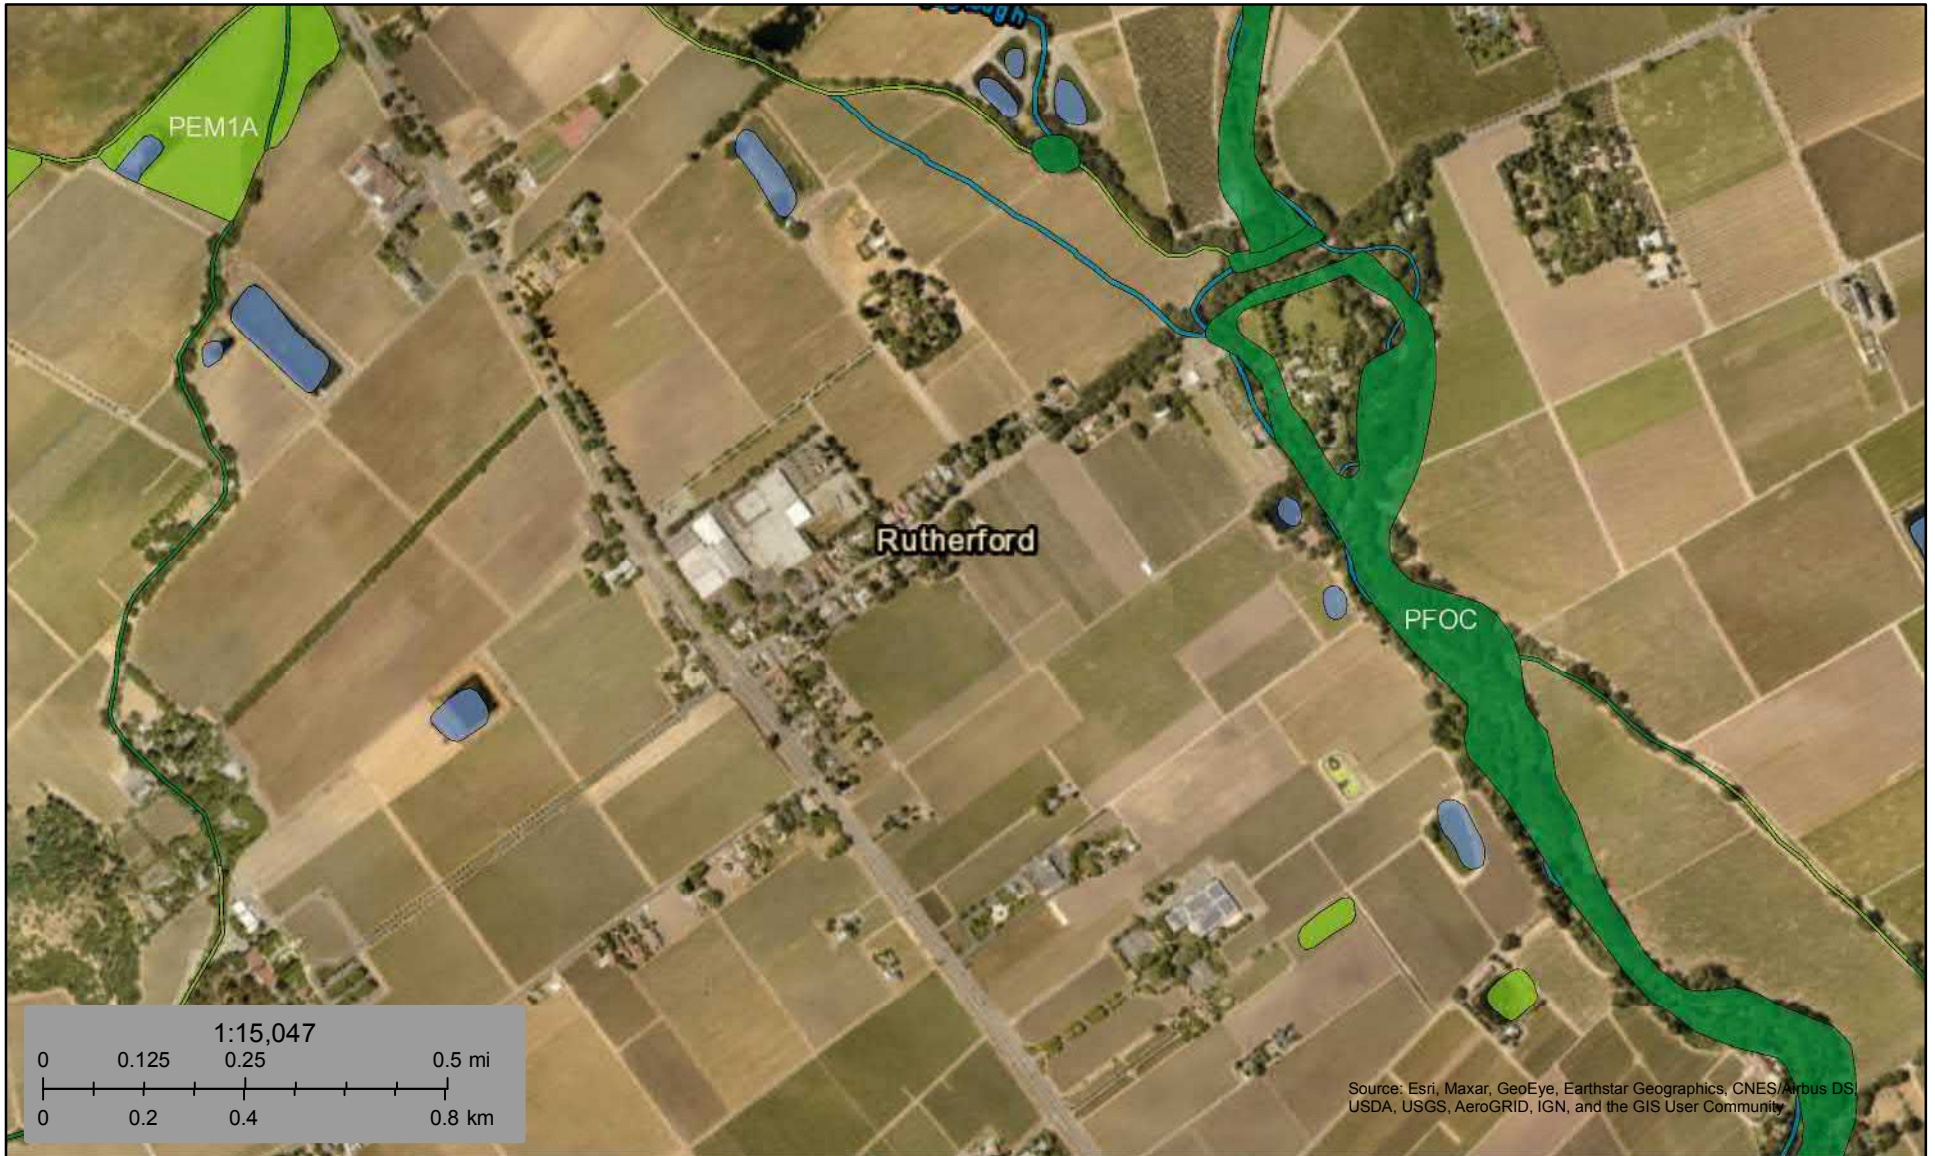 PEM1A
Rutherford
PFOC
1:15,047
0 0.125 0.25 0.5 mi
0 0.2 0.4 0.8 km
Source: Esri, Maxar, GeoEye, Earthstar Geographics, CNES/Airbus DS,
USDA, USGS, AeroGRID, IGN, and the GIS User Community